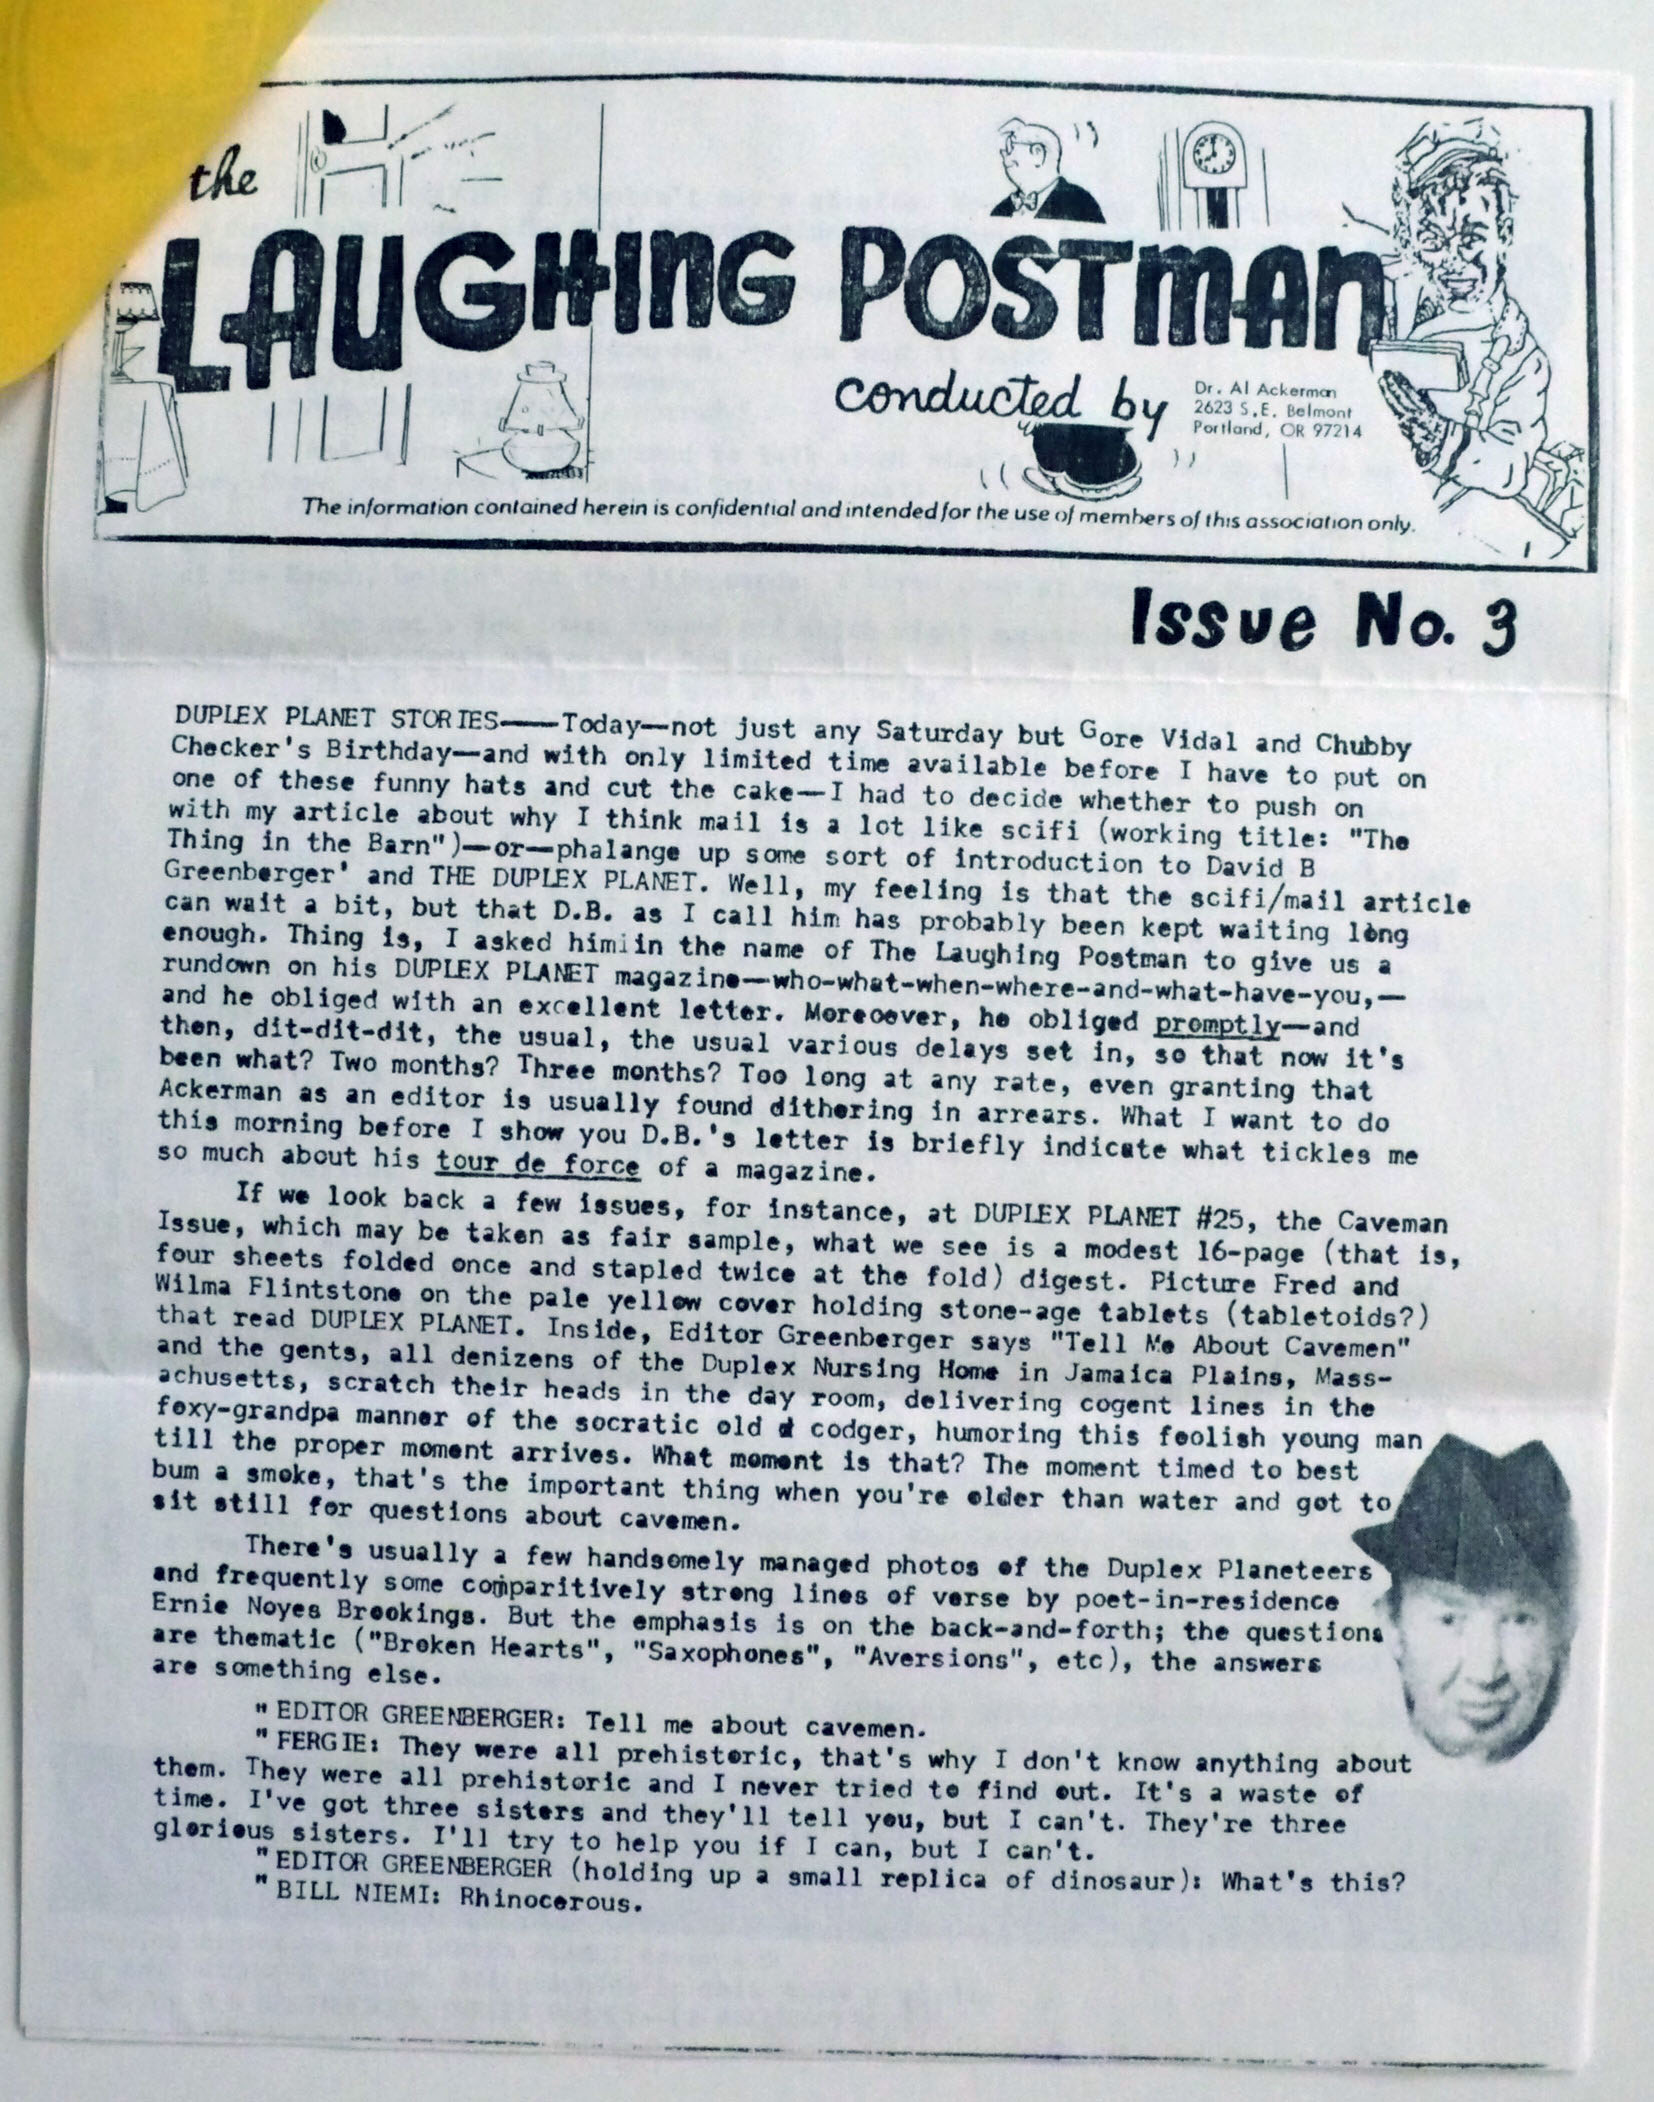 the
LAUGHING POSTMAN
conducted by
Dr. Al Ackerman
2623 S.E. Belmont
Portland, OR 97214
The information contained herein is confidential and intended for the use of members of this association only.
Issue No. 3
DUPLEX PLANET STORIES——Today—not just any Saturday but Gore Vidal and Chubby
Checker's Birthday—and with only limited time available before I have to put on
one of these funny hats and cut the cake—I had to decide whether to push on
with my article about why I think mail is a lot like scifi (working title: "The
Thing in the Barn")—or—phalange up some sort of introduction to David B
Greenberger' and THE DUPLEX PLANET. Well, my feeling is that the scifi/mail article
can wait a bit, but that D.B. as I call him has probably been kept waiting long
enough. Thing is, I asked him in the name of The Laughing Postman to give us a
rundown on his DUPLEX PLANET magazine—who-what-when-where-and-what-have-you,—
and he obliged with an excellent letter. Moreover, he obliged promptly—and
then, dit-dit-dit, the usual, the usual various delays set in, so that now it's
been what? Two months? Three months? Too long at any rate, even granting that
Ackerman as an editor is usually found dithering in arrears. What I want to do
this morning before I show you D.B.'s letter is briefly indicate what tickles me
so much about his tour de force of a magazine.
If we look back a few issues, for instance, at DUPLEX PLANET #25, the Caveman
Issue, which may be taken as fair sample, what we see is a modest 16-page (that is,
four sheets folded once and stapled twice at the fold) digest. Picture Fred and
Wilma Flintstone on the pale yellow cover holding stone-age tablets (tabletoids?)
that read DUPLEX PLANET. Inside, Editor Greenberger says "Tell Me About Cavemen"
and the gents, all denizens of the Duplex Nursing Home in Jamaica Plains, Mass-
achusetts, scratch their heads in the day room, delivering cogent lines in the
foxy-grandpa manner of the socratic old codger, humoring this foolish young man
till the proper moment arrives. What moment is that? The moment timed to best
bum a smoke, that's the important thing when you're older than water and got to
sit still for questions about cavemen.
There's usually a few handsomely managed photos of the Duplex Planeteers
and frequently some comparitively strong lines of verse by poet-in-residence
Ernie Noyes Brookings. But the emphasis is on the back-and-forth; the questions
are thematic ("Broken Hearts", "Saxophones", "Aversions", etc), the answers
are something else.
"EDITOR GREENBERGER: Tell me about cavemen.
"FERGIE: They were all prehistoric, that's why I don't know anything about
them. They were all prehistoric and I never tried to find out. It's a waste of
time. I've got three sisters and they'll tell you, but I can't. They're three
glorious sisters. I'll try to help you if I can, but I can't.
"EDITOR GREENBERGER (holding up a small replica of dinosaur): What's this?
"BILL NIEMI: Rhinocerous.